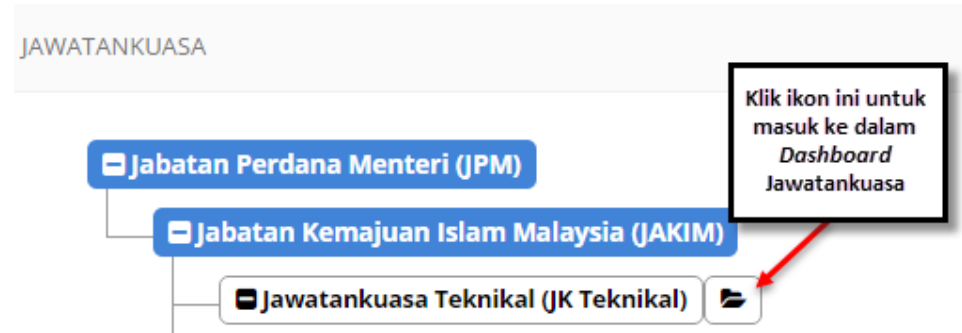 JAWATANKUASA
Klik ikon ini untuk
masuk ke dalam
Dashboard
Jawatankuasa
Jabatan Perdana Menteri (JPM)
Jabatan Kemajuan Islam Malaysia (JAKIM)
Jawatankuasa Teknikal (JK Teknikal)